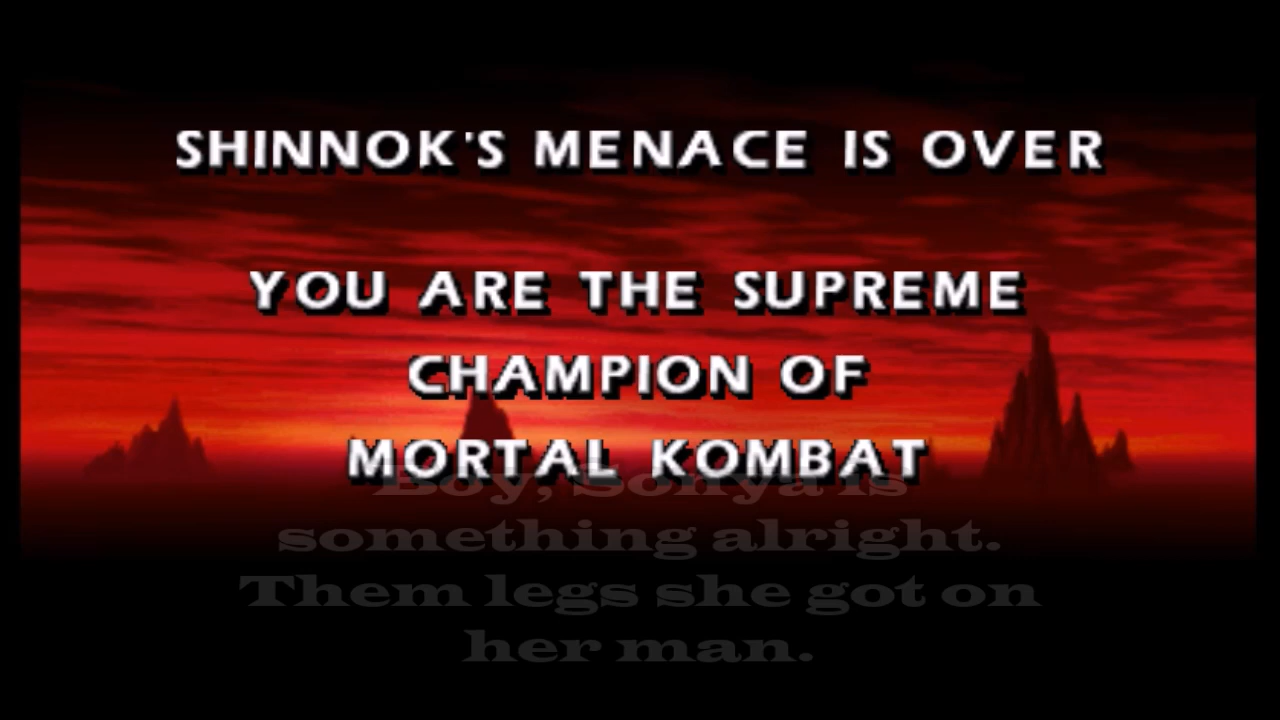 SHINNOK'S MENACE IS OVER
YOU ARE THE SUPREME
CHAMPION OF
MORTAL KOMBAT
Boy, Sonya is
something alright.
Them legs she got on
her man.